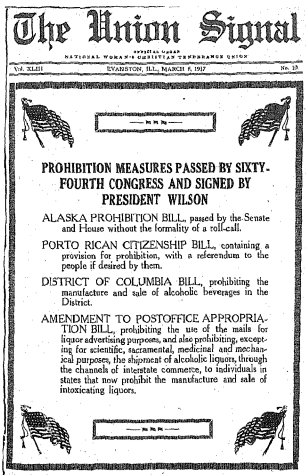 The Union Signal
OFFICIAL ORGAN
NATIONAL WOMAN'S CHRISTIAN TEMPERANCE UNION
Vol. XLIII
EVANSTON, ILL., MARCH 8, 1917
No. 10
PROHIBITION MEASURES PASSED BY SIXTY-
FOURTH CONGRESS AND SIGNED BY
PRESIDENT WILSON
ALASKA PROHIBITION BILL, passed by the Senate
and House without the formality of a roll-call.
PORTO RICAN CITIZENSHIP BILL, containing a
provision for prohibition, with a referendum to the
people if desired by them.
DISTRICT OF COLUMBIA BILL, prohibiting the
manufacture and sale of alcoholic beverages in the
District.
AMENDMENT TO POSTOFFICE APPROPRIA-
TION BILL, prohibiting the use of the mails for
liquor advertising purposes, and also prohibiting, except-
ing for scientific, sacramental, medicinal and mechan-
ical purposes, the shipment of alcoholic liquors, through
the channels of interstate commerce, to individuals in
states that now prohibit the manufacture and sale of
intoxicating liquors.